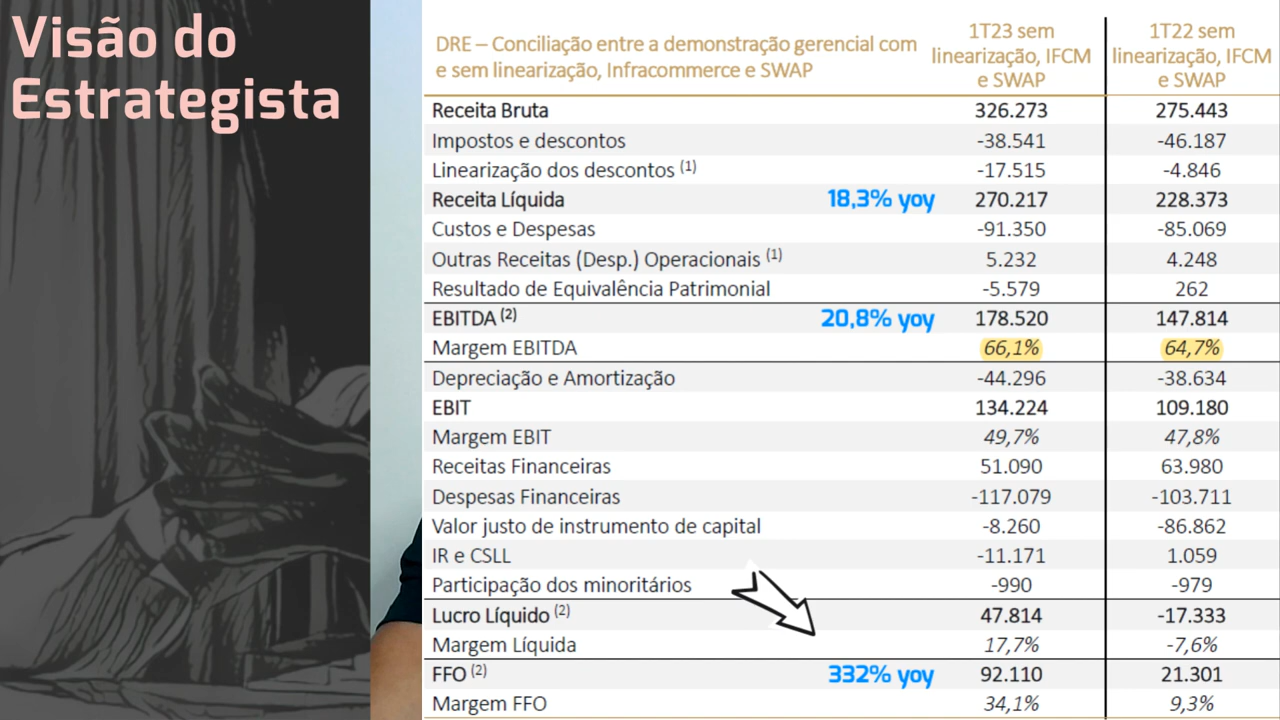 Visão do
Estrategista
DRE – Conciliação entre a demonstração gerencial com
e sem linearização, Infracommerce e SWAP
1T23 sem
linearização, IFCM
e SWAP
1T22 sem
linearização, IFCM
e SWAP
Receita Bruta 326.273 275.443
Impostos e descontos -38.541 -46.187
Linearização dos descontos (1) -17.515 -4.846
Receita Líquida 18,3% yoy 270.217 228.373
Custos e Despesas -91.350 -85.069
Outras Receitas (Desp.) Operacionais (1) 5.232 4.248
Resultado de Equivalência Patrimonial -5.579 262
EBITDA (2) 20,8% yoy 178.520 147.814
Margem EBITDA 66,1% 64,7%
Depreciação e Amortização -44.296 -38.634
EBIT 134.224 109.180
Margem EBIT 49,7% 47,8%
Receitas Financeiras 51.090 63.980
Despesas Financeiras -117.079 -103.711
Valor justo de instrumento de capital -8.260 -86.862
IR e CSLL -11.171 1.059
Participação dos minoritários -990 -979
Lucro Líquido (2) 47.814 -17.333
Margem Líquida 17,7% -7,6%
FFO (2) 332% yoy 92.110 21.301
Margem FFO 34,1% 9,3%